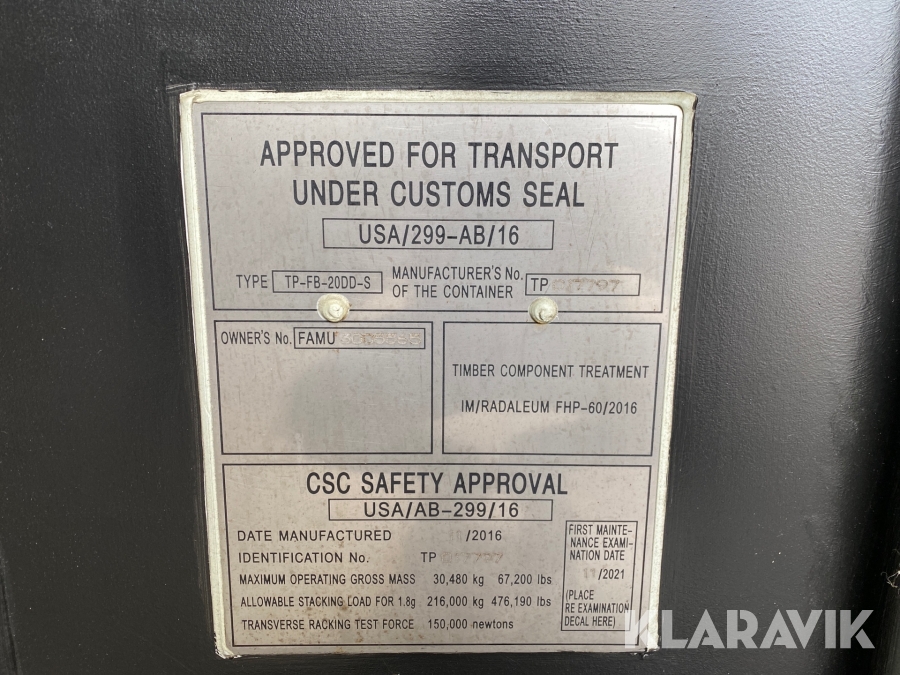 APPROVED FOR TRANSPORT
UNDER CUSTOMS SEAL
USA/299-AB/16
TYPE TP-FB-20DD-S MANUFACTURER'S No. OF THE CONTAINER TP
OWNER'S No. FAMU
TIMBER COMPONENT TREATMENT
IM/RADALEUM FHP-60/2016
CSC SAFETY APPROVAL
USA/AB-299/16
DATE MANUFACTURED /2016
IDENTIFICATION No. TP
MAXIMUM OPERATING GROSS MASS 30,480 kg 67,200 lbs
ALLOWABLE STACKING LOAD FOR 1.8g 216,000 kg 476,190 lbs
TRANSVERSE RACKING TEST FORCE 150,000 newtons
FIRST MAINTE-
NANCE EXAMI-
NATION DATE
/2021
(PLACE
RE EXAMINATION
DECAL HERE)
KLARAVIK